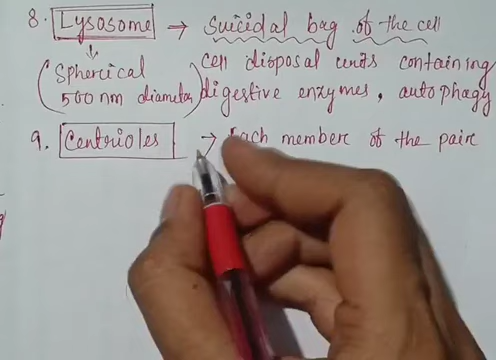 8. Lysosome → Suicidal bag of the cell
(Spherical
500 nm diameter)
cell disposal units containing
digestive enzymes, autophagy
9. Centrioles → Each member of the pair